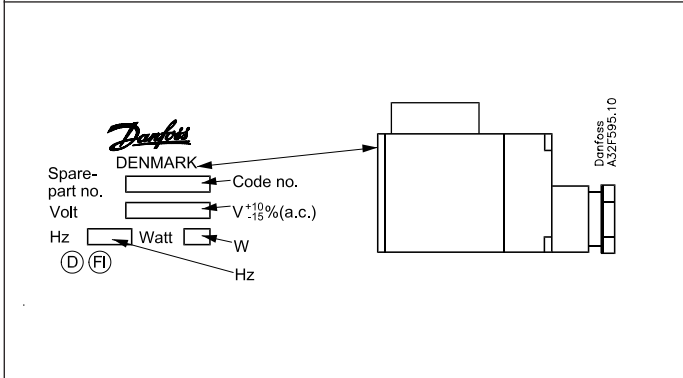 Danfoss
DENMARK
Spare-
part no.
Code no.
Volt
V +10 -15 %(a.c.)
Hz Watt
W
D FI
Hz
Danfoss
A32F595.10